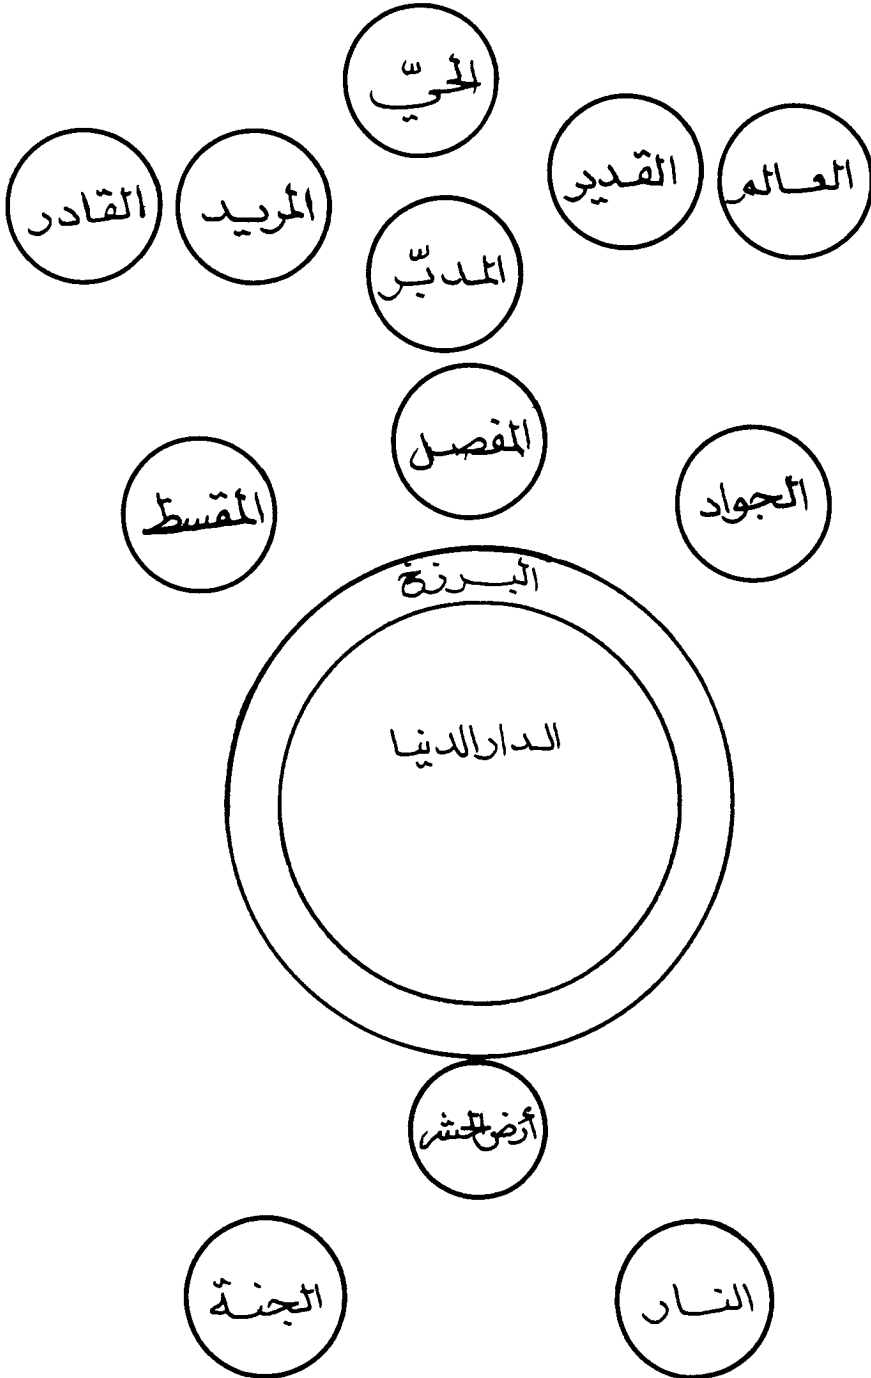 الحيّ
العالم
القدير
المريد
القادر
المدبّر
المفصل
الجواد
المقسط
البرزخ
الدار الدنيا
أرض الحشر
النار
الجنة